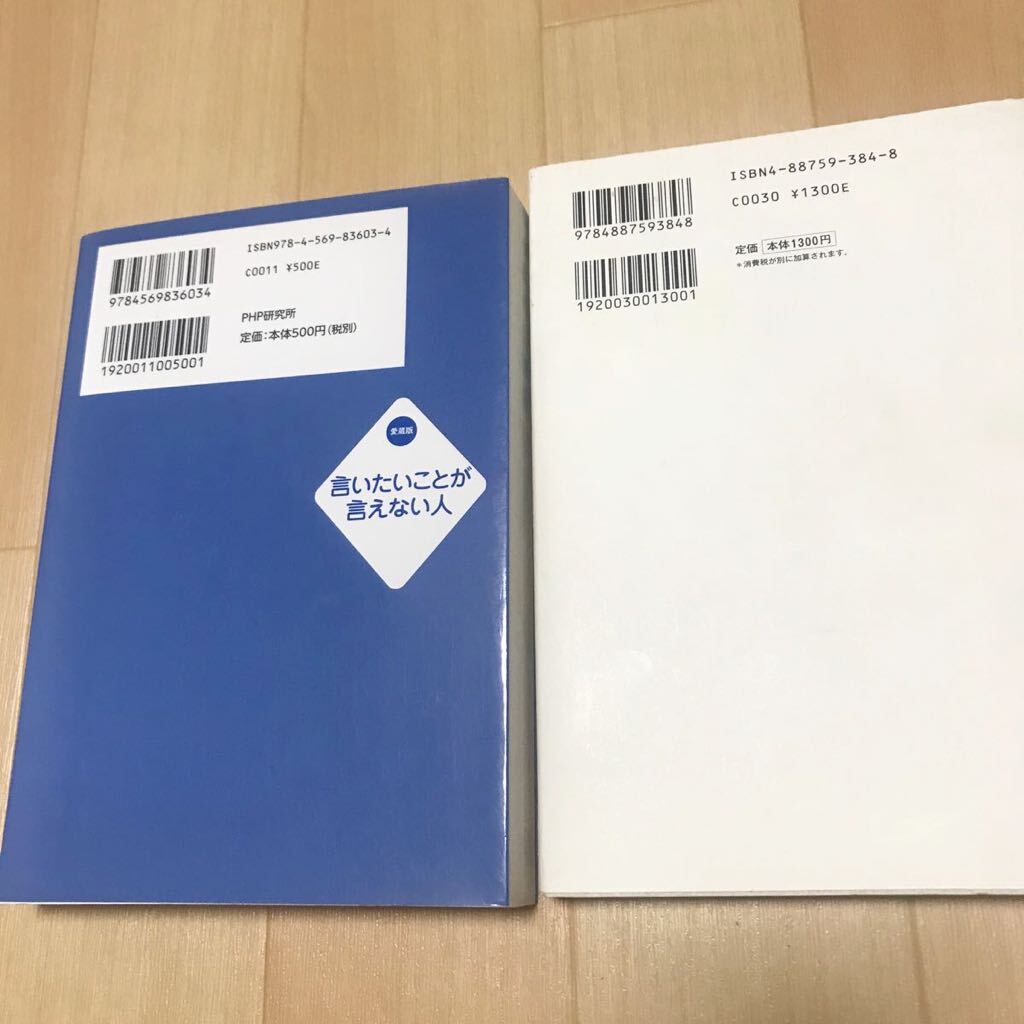 ISBN978-4-569-83603-4
C0011 ¥500E
9784569836034
PHP研究所
定価:本体500円(税別)
1920011005001
愛蔵版
言いたいことが
言えない人
ISBN4-88759-384-8
C0030 ¥1300E
9784887593848
定価 本体1300円
*消費税が別に加算されます.
1920030013001